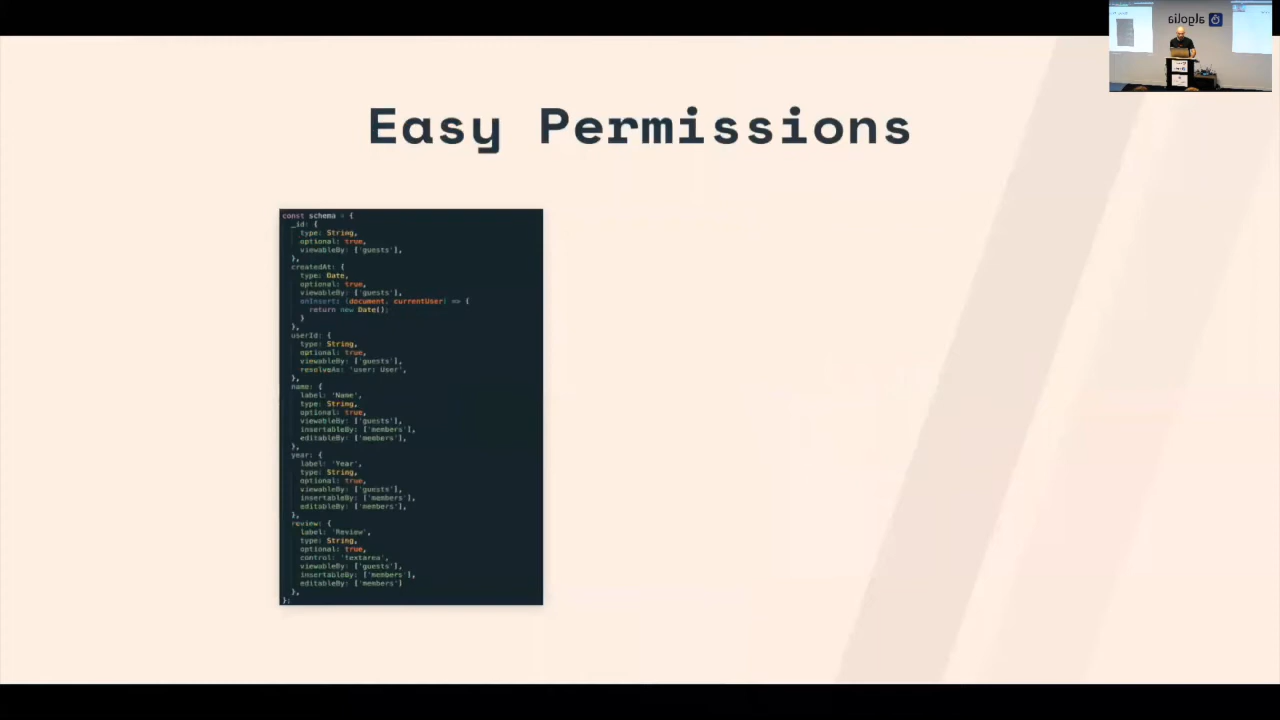 Easy Permissions
algolia
const schema = {
_id: {
type: String,
optional: true,
viewableBy: ['guests'],
},
createdAt: {
type: Date,
optional: true,
viewableBy: ['guests'],
onInsert: (document, currentUser) => {
return new Date();
}
},
userId: {
type: String,
optional: true,
viewableBy: ['guests'],
resolveAs: 'user: User',
},
name: {
label: 'Name',
type: String,
optional: true,
viewableBy: ['guests'],
insertableBy: ['members'],
editableBy: ['members'],
},
year: {
label: 'Year',
type: String,
optional: true,
viewableBy: ['guests'],
insertableBy: ['members'],
editableBy: ['members'],
},
review: {
label: 'Review',
type: String,
optional: true,
control: 'textarea',
viewableBy: ['guests'],
insertableBy: ['members'],
editableBy: ['members']
},
};